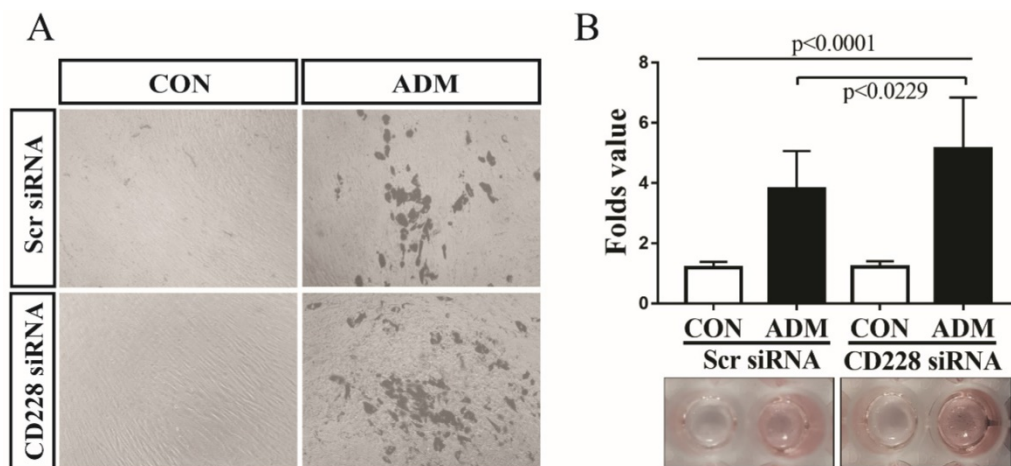 A
CON ADM
Scr siRNA
CD228 siRNA
B
p<0.0001
p<0.0229
Folds value
8
6
4
2
0
CON ADM CON ADM
Scr siRNA CD228 siRNA